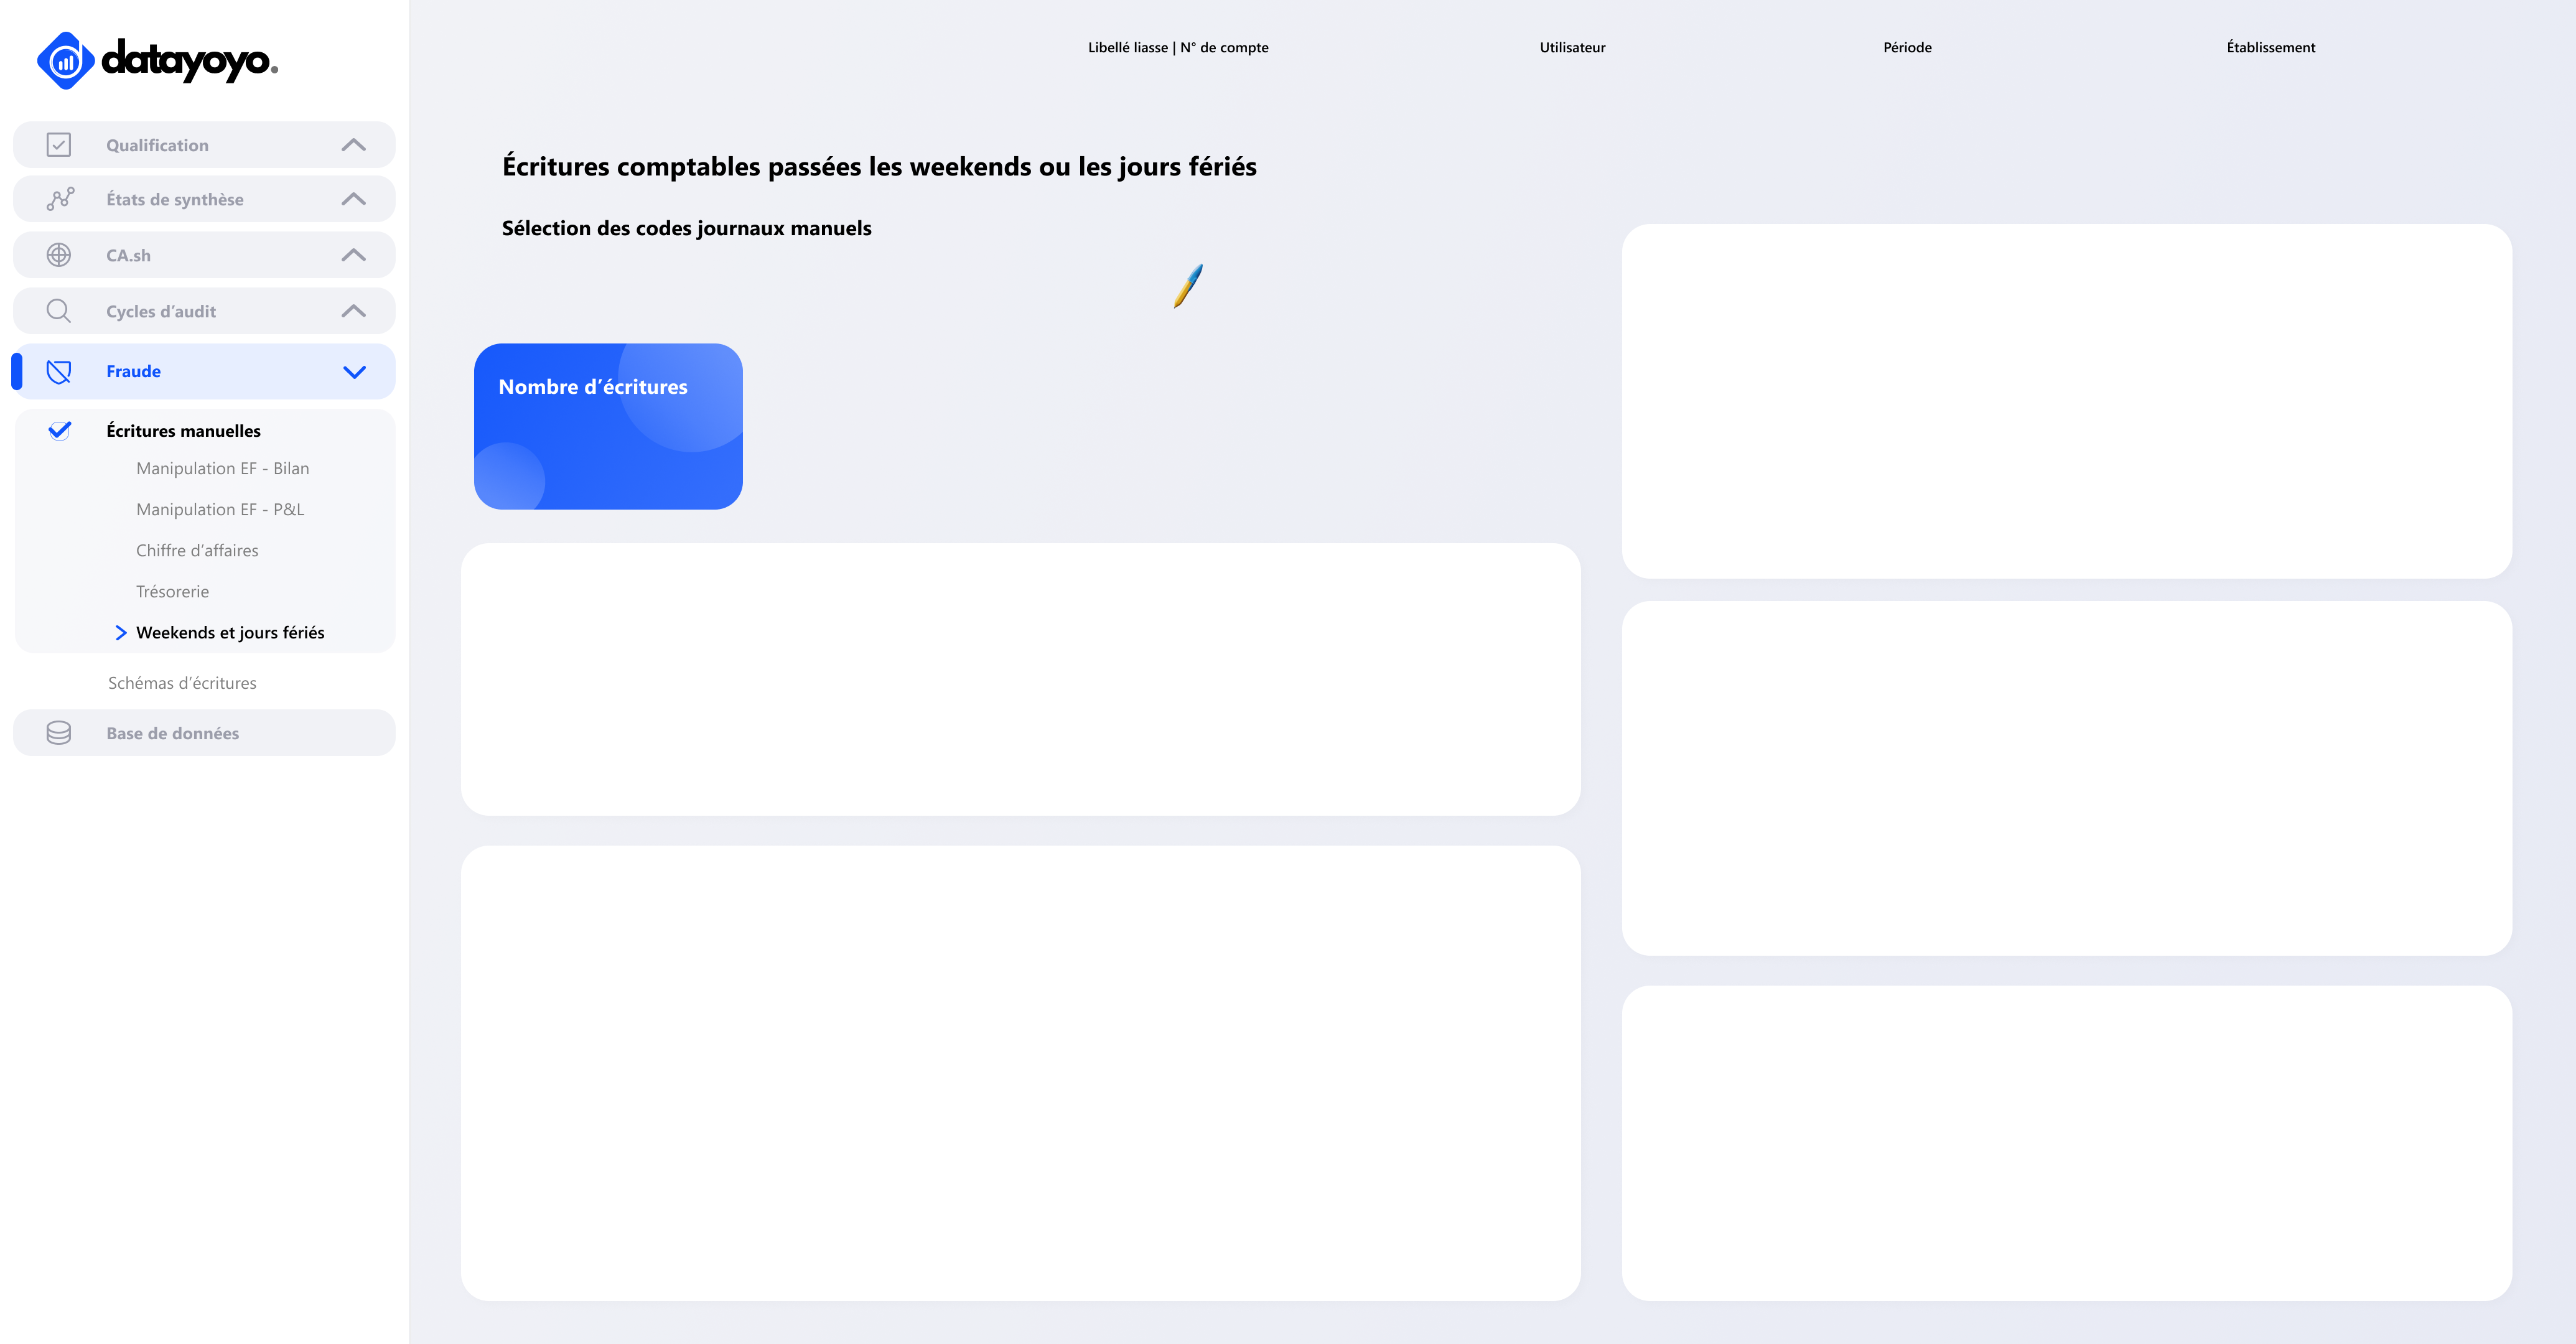 datayoyo.
Qualification
États de synthèse
CA.sh
Cycles d’audit
Fraude
Écritures manuelles
Manipulation EF - Bilan
Manipulation EF - P&L
Chiffre d’affaires
Trésorerie
Weekends et jours fériés
Schémas d’écritures
Base de données
Libellé liasse | N° de compte
Utilisateur
Période
Établissement
Écritures comptables passées les weekends ou les jours fériés
Sélection des codes journaux manuels
Nombre d’écritures